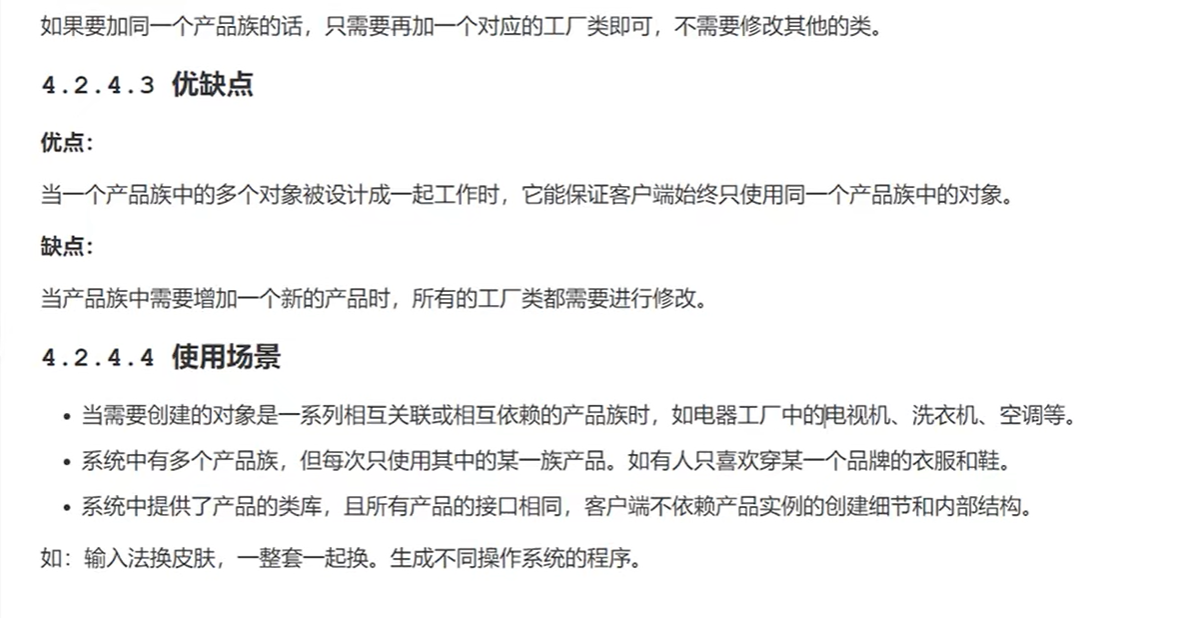 如果要加同一个产品族的话，只需要再加一个对应的工厂类即可，不需要修改其他的类。
4.2.4.3 优缺点
优点：
当一个产品族中的多个对象被设计成一起工作时，它能保证客户端始终只使用同一个产品族中的对象。
缺点：
当产品族中需要增加一个新的产品时，所有的工厂类都需要进行修改。
4.2.4.4 使用场景
• 当需要创建的对象是一系列相互关联或相互依赖的产品族时，如电器工厂中的电视机、洗衣机、空调等。
• 系统中有多个产品族，但每次只使用其中的某一族产品。如有人只喜欢穿某一个品牌的衣服和鞋。
• 系统中提供了产品的类库，且所有产品的接口相同，客户端不依赖产品实例的创建细节和内部结构。
如：输入法换皮肤，一整套一起换。生成不同操作系统的程序。